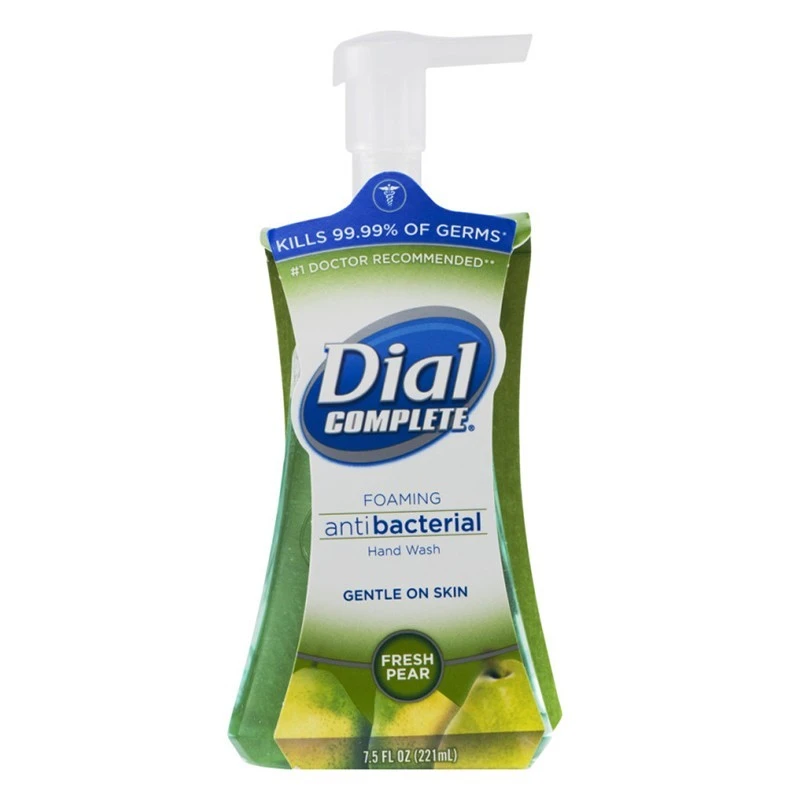 KILLS 99.99% OF GERMS*
#1 DOCTOR RECOMMENDED**
Dial
COMPLETE®
FOAMING
antibacterial
Hand Wash
GENTLE ON SKIN
FRESH
PEAR
7.5 FL OZ (221mL)